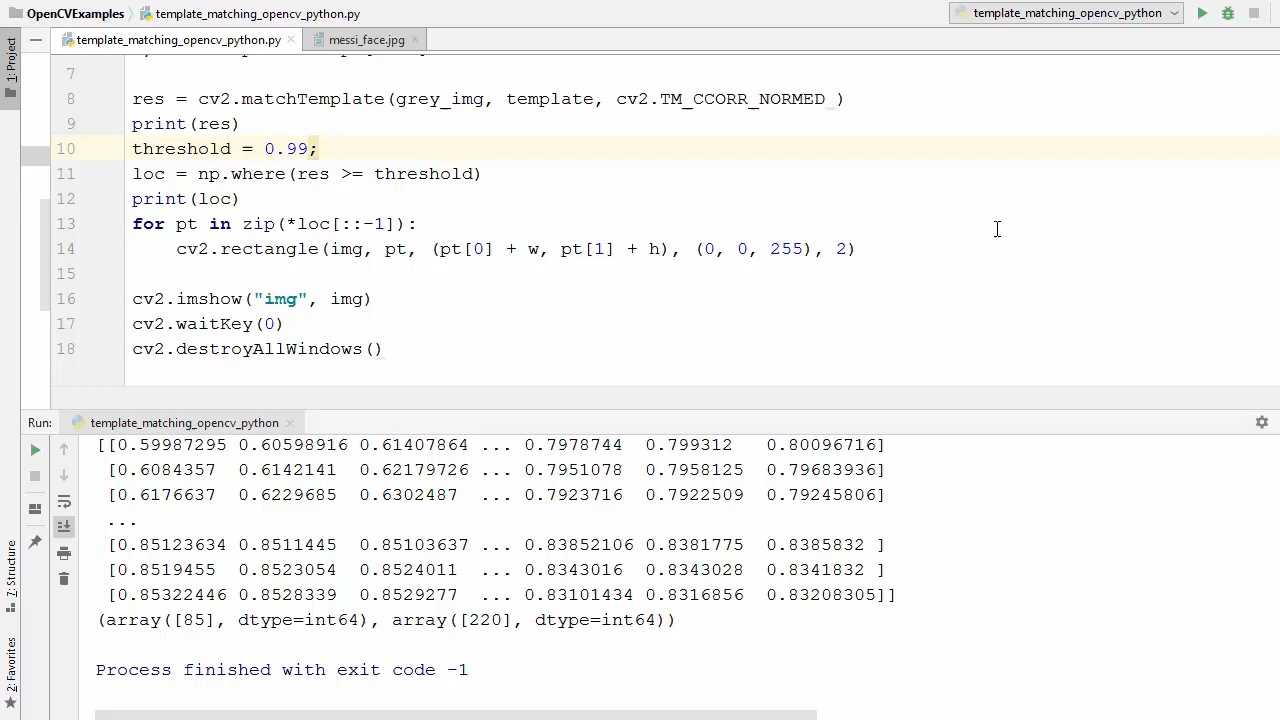 OpenCVExamples template_matching_opencv_python.py template_matching_opencv_python
1: Project
template_matching_opencv_python.py messi_face.jpg
7
8 res = cv2.matchTemplate(grey_img, template, cv2.TM_CCORR_NORMED )
9 print(res)
10 threshold = 0.99;
11 loc = np.where(res >= threshold)
12 print(loc)
13 for pt in zip(*loc[::-1]):
14 cv2.rectangle(img, pt, (pt[0] + w, pt[1] + h), (0, 0, 255), 2)
15
16 cv2.imshow("img", img)
17 cv2.waitKey(0)
18 cv2.destroyAllWindows()
Run: template_matching_opencv_python
[[0.59987295 0.60598916 0.61407864 ... 0.7978744 0.799312 0.80096716]
[0.6084357 0.6142141 0.62179726 ... 0.7951078 0.7958125 0.79683936]
[0.6176637 0.6229685 0.6302487 ... 0.7923716 0.7922509 0.79245806]
...
[0.85123634 0.8511445 0.85103637 ... 0.83852106 0.8381775 0.8385832 ]
[0.8519455 0.8523054 0.8524011 ... 0.8343016 0.8343028 0.8341832 ]
[0.85322446 0.8528339 0.8529277 ... 0.83101434 0.8316856 0.83208305]]
(array([85], dtype=int64), array([220], dtype=int64))
Process finished with exit code -1
7: Structure
2: Favorites